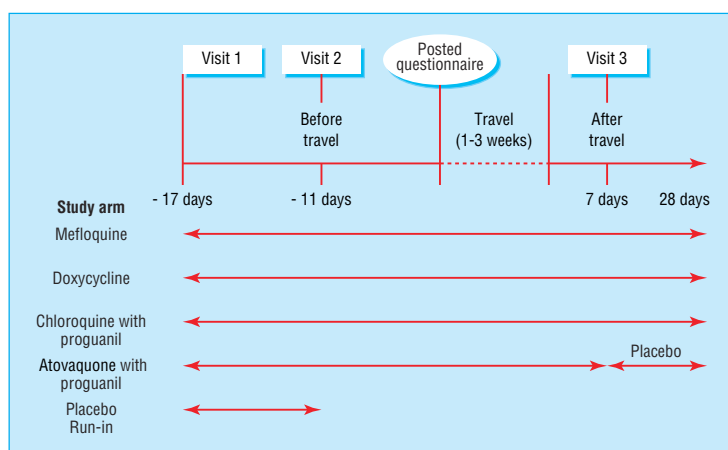 Visit 1
Visit 2
Posted
questionnaire
Visit 3
Before
travel
Travel
(1-3 weeks)
After
travel
Study arm
- 17 days
- 11 days
7 days
28 days
Mefloquine
Doxycycline
Chloroquine with
proguanil
Atovaquone with
proguanil
Placebo
Placebo
Run-in